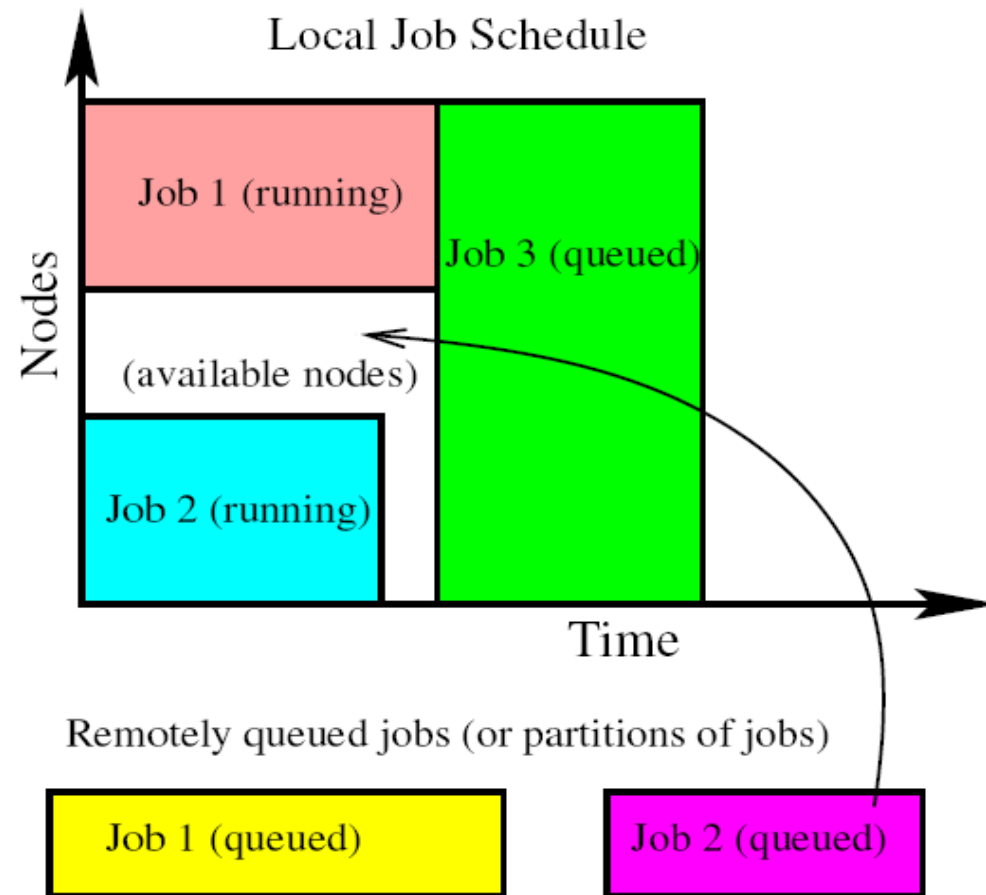 Local Job Schedule
Nodes
Job 1 (running)
Job 3 (queued)
(available nodes)
Job 2 (running)
Time
Remotely queued jobs (or partitions of jobs)
Job 1 (queued)
Job 2 (queued)